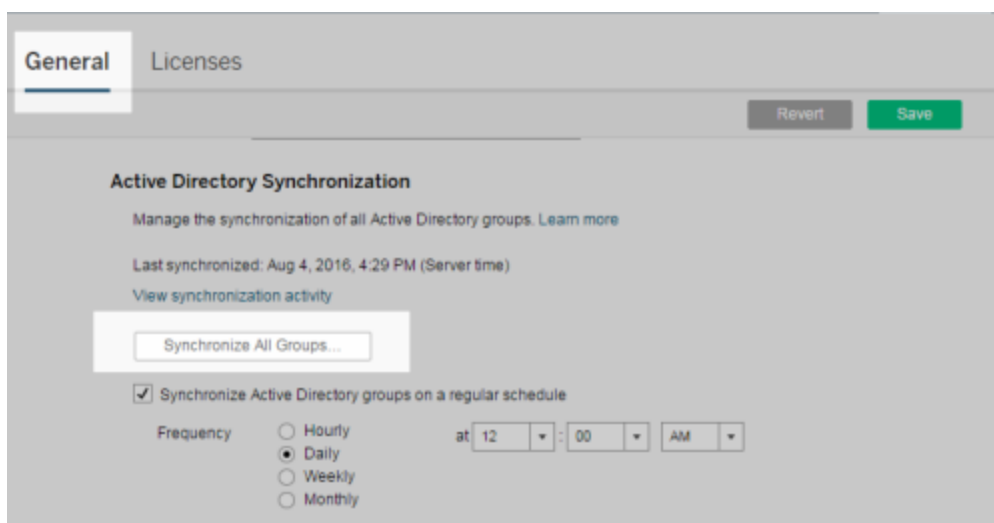 General Licenses
Revert Save
Active Directory Synchronization
Manage the synchronization of all Active Directory groups. Learn more
Last synchronized: Aug 4, 2016, 4:29 PM (Server time)
View synchronization activity
Synchronize All Groups...
Synchronize Active Directory groups on a regular schedule
Frequency Hourly at 12 : 00 AM
Daily
Weekly
Monthly